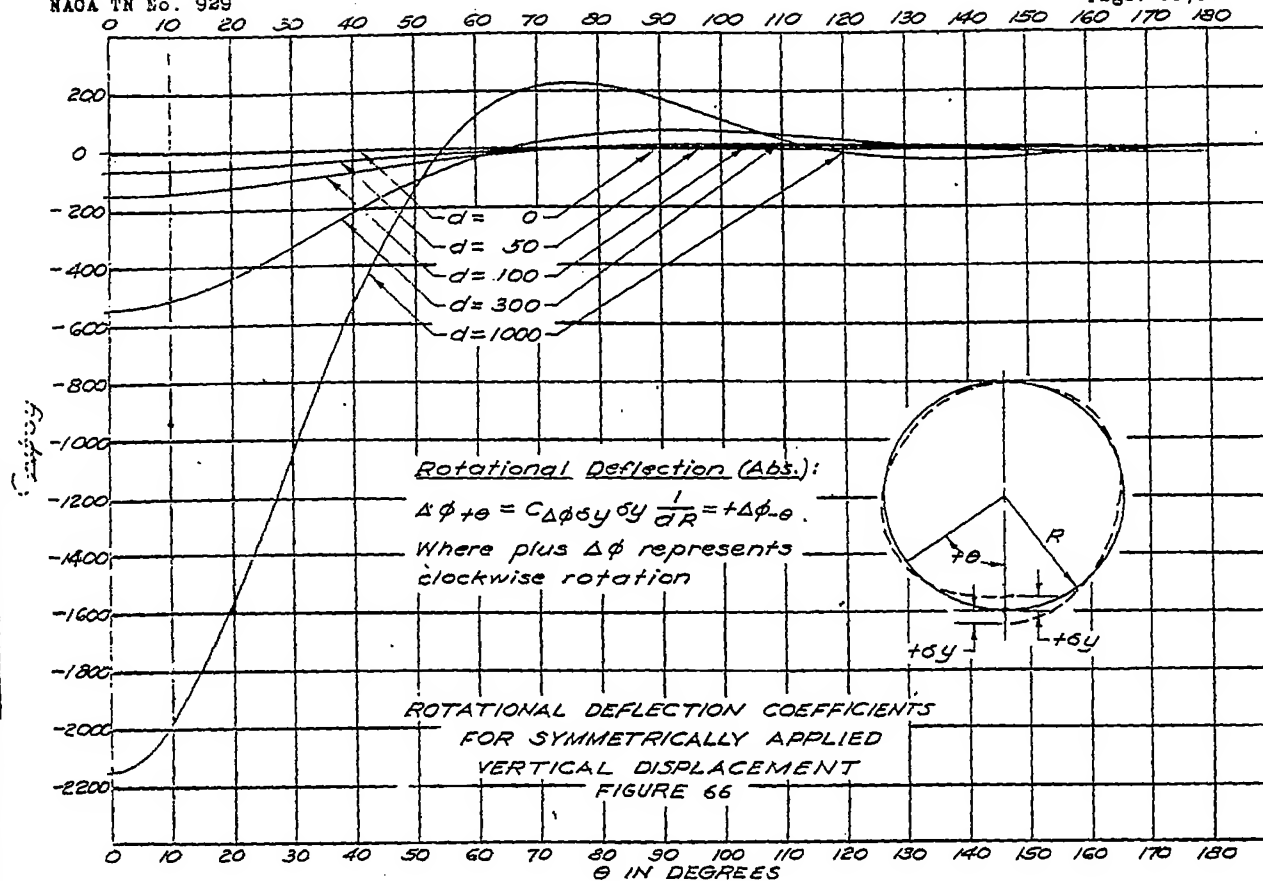 NACA TN No. 929
0 10 20 30 40 50 60 70 80 90 100 110 120 130 140 150 160 170 180
200
0
-200
-400
-600
-800
-1000
-1200
-1400
-1600
-1800
-2000
-2200
d = 0
d = 50
d = 100
d = 300
d = 1000
Rotational Deflection (Abs.):
Δφ+θ = CΔφδy δy 1/dR = +Δφ-θ.
Where plus Δφ represents
clockwise rotation
R
+θ
+δy
+δy
ROTATIONAL DEFLECTION COEFFICIENTS
FOR SYMMETRICALLY APPLIED
VERTICAL DISPLACEMENT
FIGURE 66
0 10 20 30 40 50 60 70 80 90 100 110 120 130 140 150 160 170 180
θ IN DEGREES